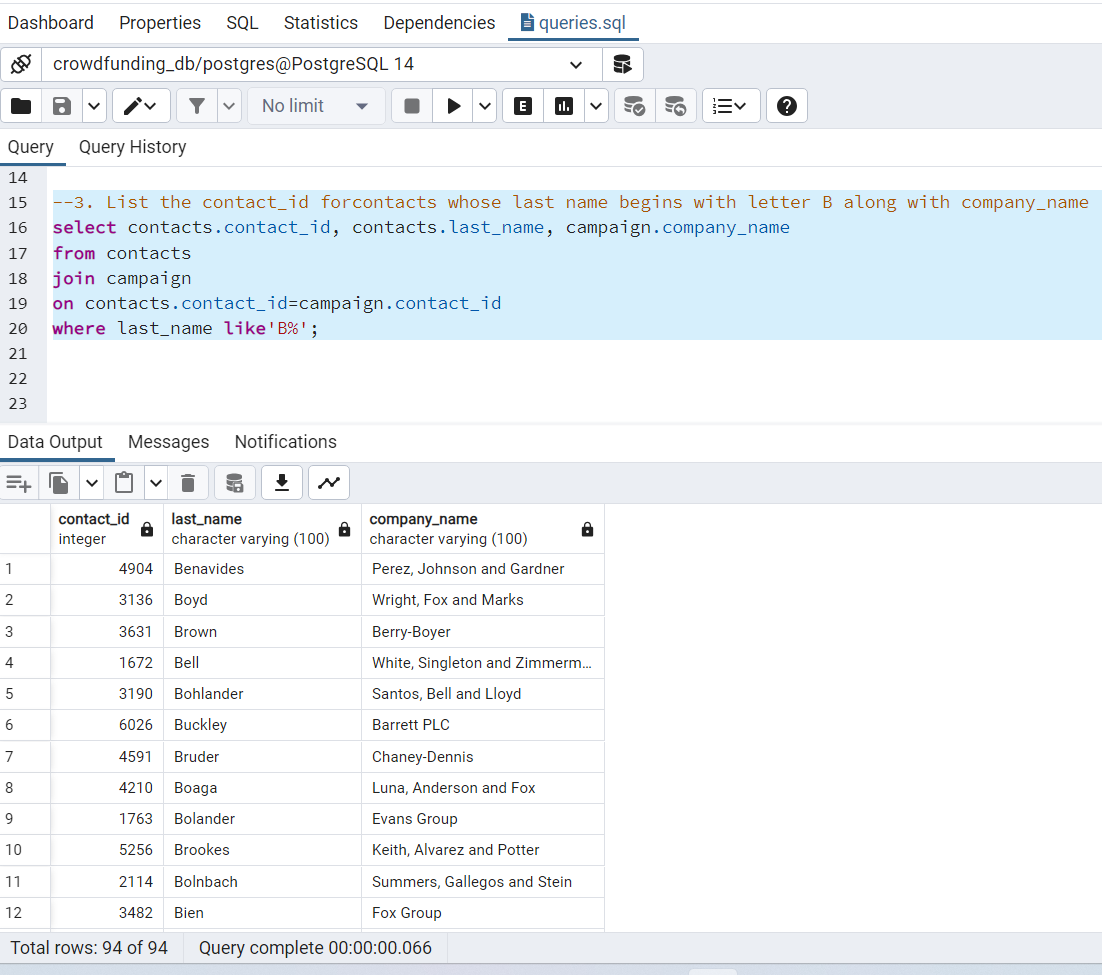 Dashboard Properties SQL Statistics Dependencies queries.sql
crowdfunding_db/postgres@PostgreSQL 14
No limit E
Query Query History
14
15 --3. List the contact_id forcontacts whose last name begins with letter B along with company_name
16 select contacts.contact_id, contacts.last_name, campaign.company_name
17 from contacts
18 join campaign
19 on contacts.contact_id=campaign.contact_id
20 where last_name like'B%';
21
22
23
Data Output Messages Notifications
contact_id last_name company_name
integer character varying (100) character varying (100)
1 4904 Benavides Perez, Johnson and Gardner
2 3136 Boyd Wright, Fox and Marks
3 3631 Brown Berry-Boyer
4 1672 Bell White, Singleton and Zimmerm...
5 3190 Bohlander Santos, Bell and Lloyd
6 6026 Buckley Barrett PLC
7 4591 Bruder Chaney-Dennis
8 4210 Boaga Luna, Anderson and Fox
9 1763 Bolander Evans Group
10 5256 Brookes Keith, Alvarez and Potter
11 2114 Bolnbach Summers, Gallegos and Stein
12 3482 Bien Fox Group
Total rows: 94 of 94 Query complete 00:00:00.066